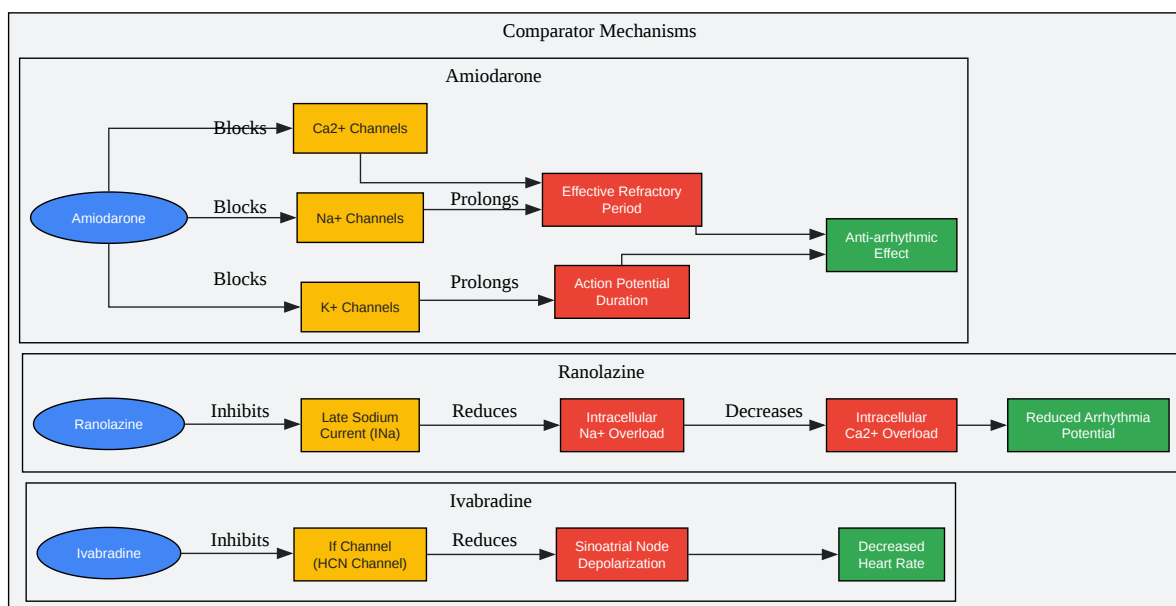 Comparator Mechanisms
Amiodarone
Blocks
Ca2+ Channels
Amiodarone
Blocks
Na+ Channels
Prolongs
Effective Refractory
Period
Anti-arrhythmic
Effect
Blocks
K+ Channels
Prolongs
Action Potential
Duration
Ranolazine
Ranolazine
Inhibits
Late Sodium
Current (INa)
Reduces
Intracellular
Na+ Overload
Decreases
Intracellular
Ca2+ Overload
Reduced Arrhythmia
Potential
Ivabradine
Ivabradine
Inhibits
If Channel
(HCN Channel)
Reduces
Sinoatrial Node
Depolarization
Decreased
Heart Rate